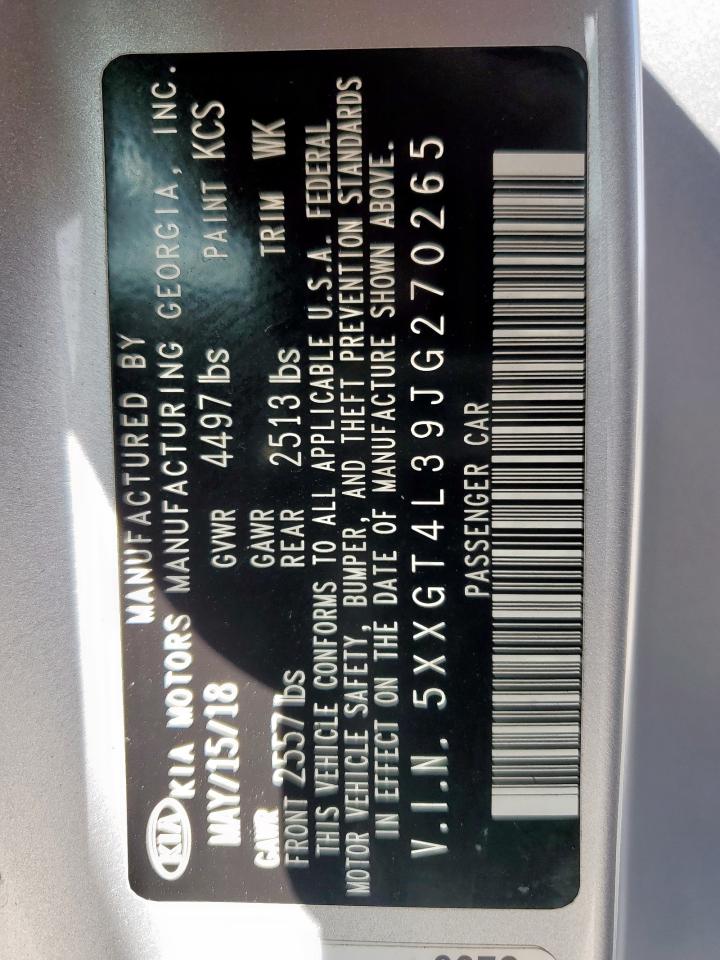 MANUFACTURED BY
KIA KIA MOTORS MANUFACTURING GEORGIA, INC.
MAY/15/18 GVWR 4497 lbs PAINT KCS
GAWR GAWR TRIM WK
FRONT 2557 lbs REAR 2513 lbs
THIS VEHICLE CONFORMS TO ALL APPLICABLE U.S.A. FEDERAL
MOTOR VEHICLE SAFETY, BUMPER, AND THEFT PREVENTION STANDARDS
IN EFFECT ON THE DATE OF MANUFACTURE SHOWN ABOVE.
V.I.N. 5XXGT4L39JG270265
PASSENGER CAR